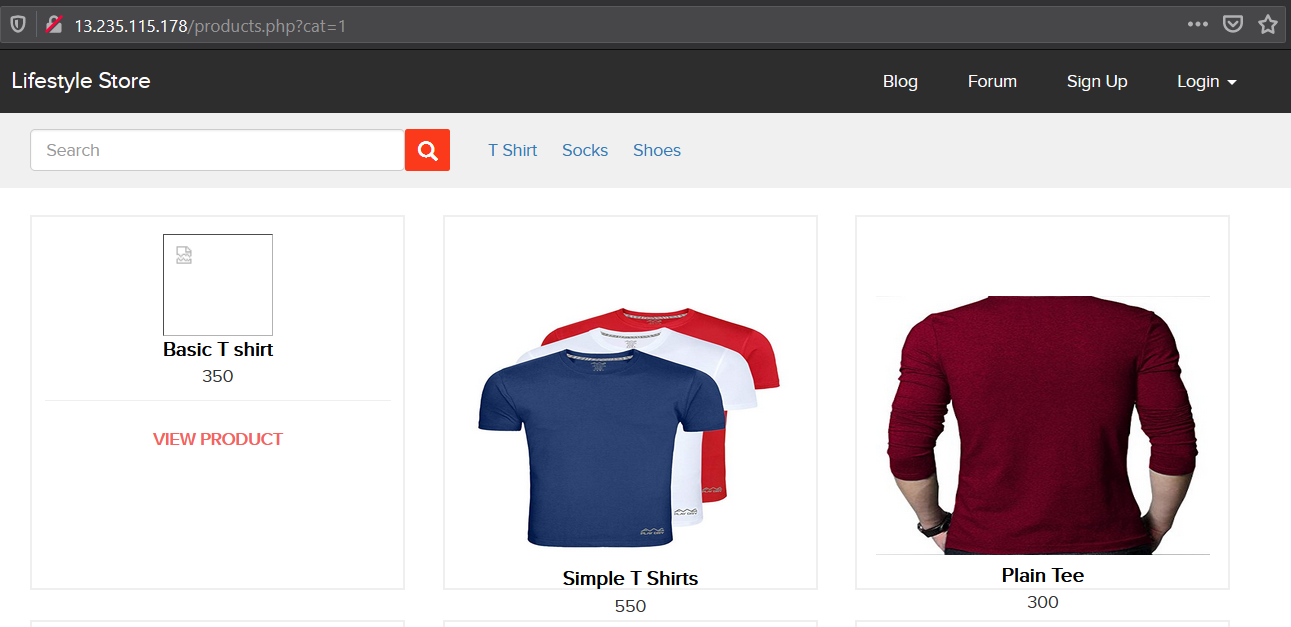 13.235.115.178/products.php?cat=1
Lifestyle Store Blog Forum Sign Up Login
Search T Shirt Socks Shoes
Basic T shirt
350
VIEW PRODUCT
Simple T Shirts
550
Plain Tee
300